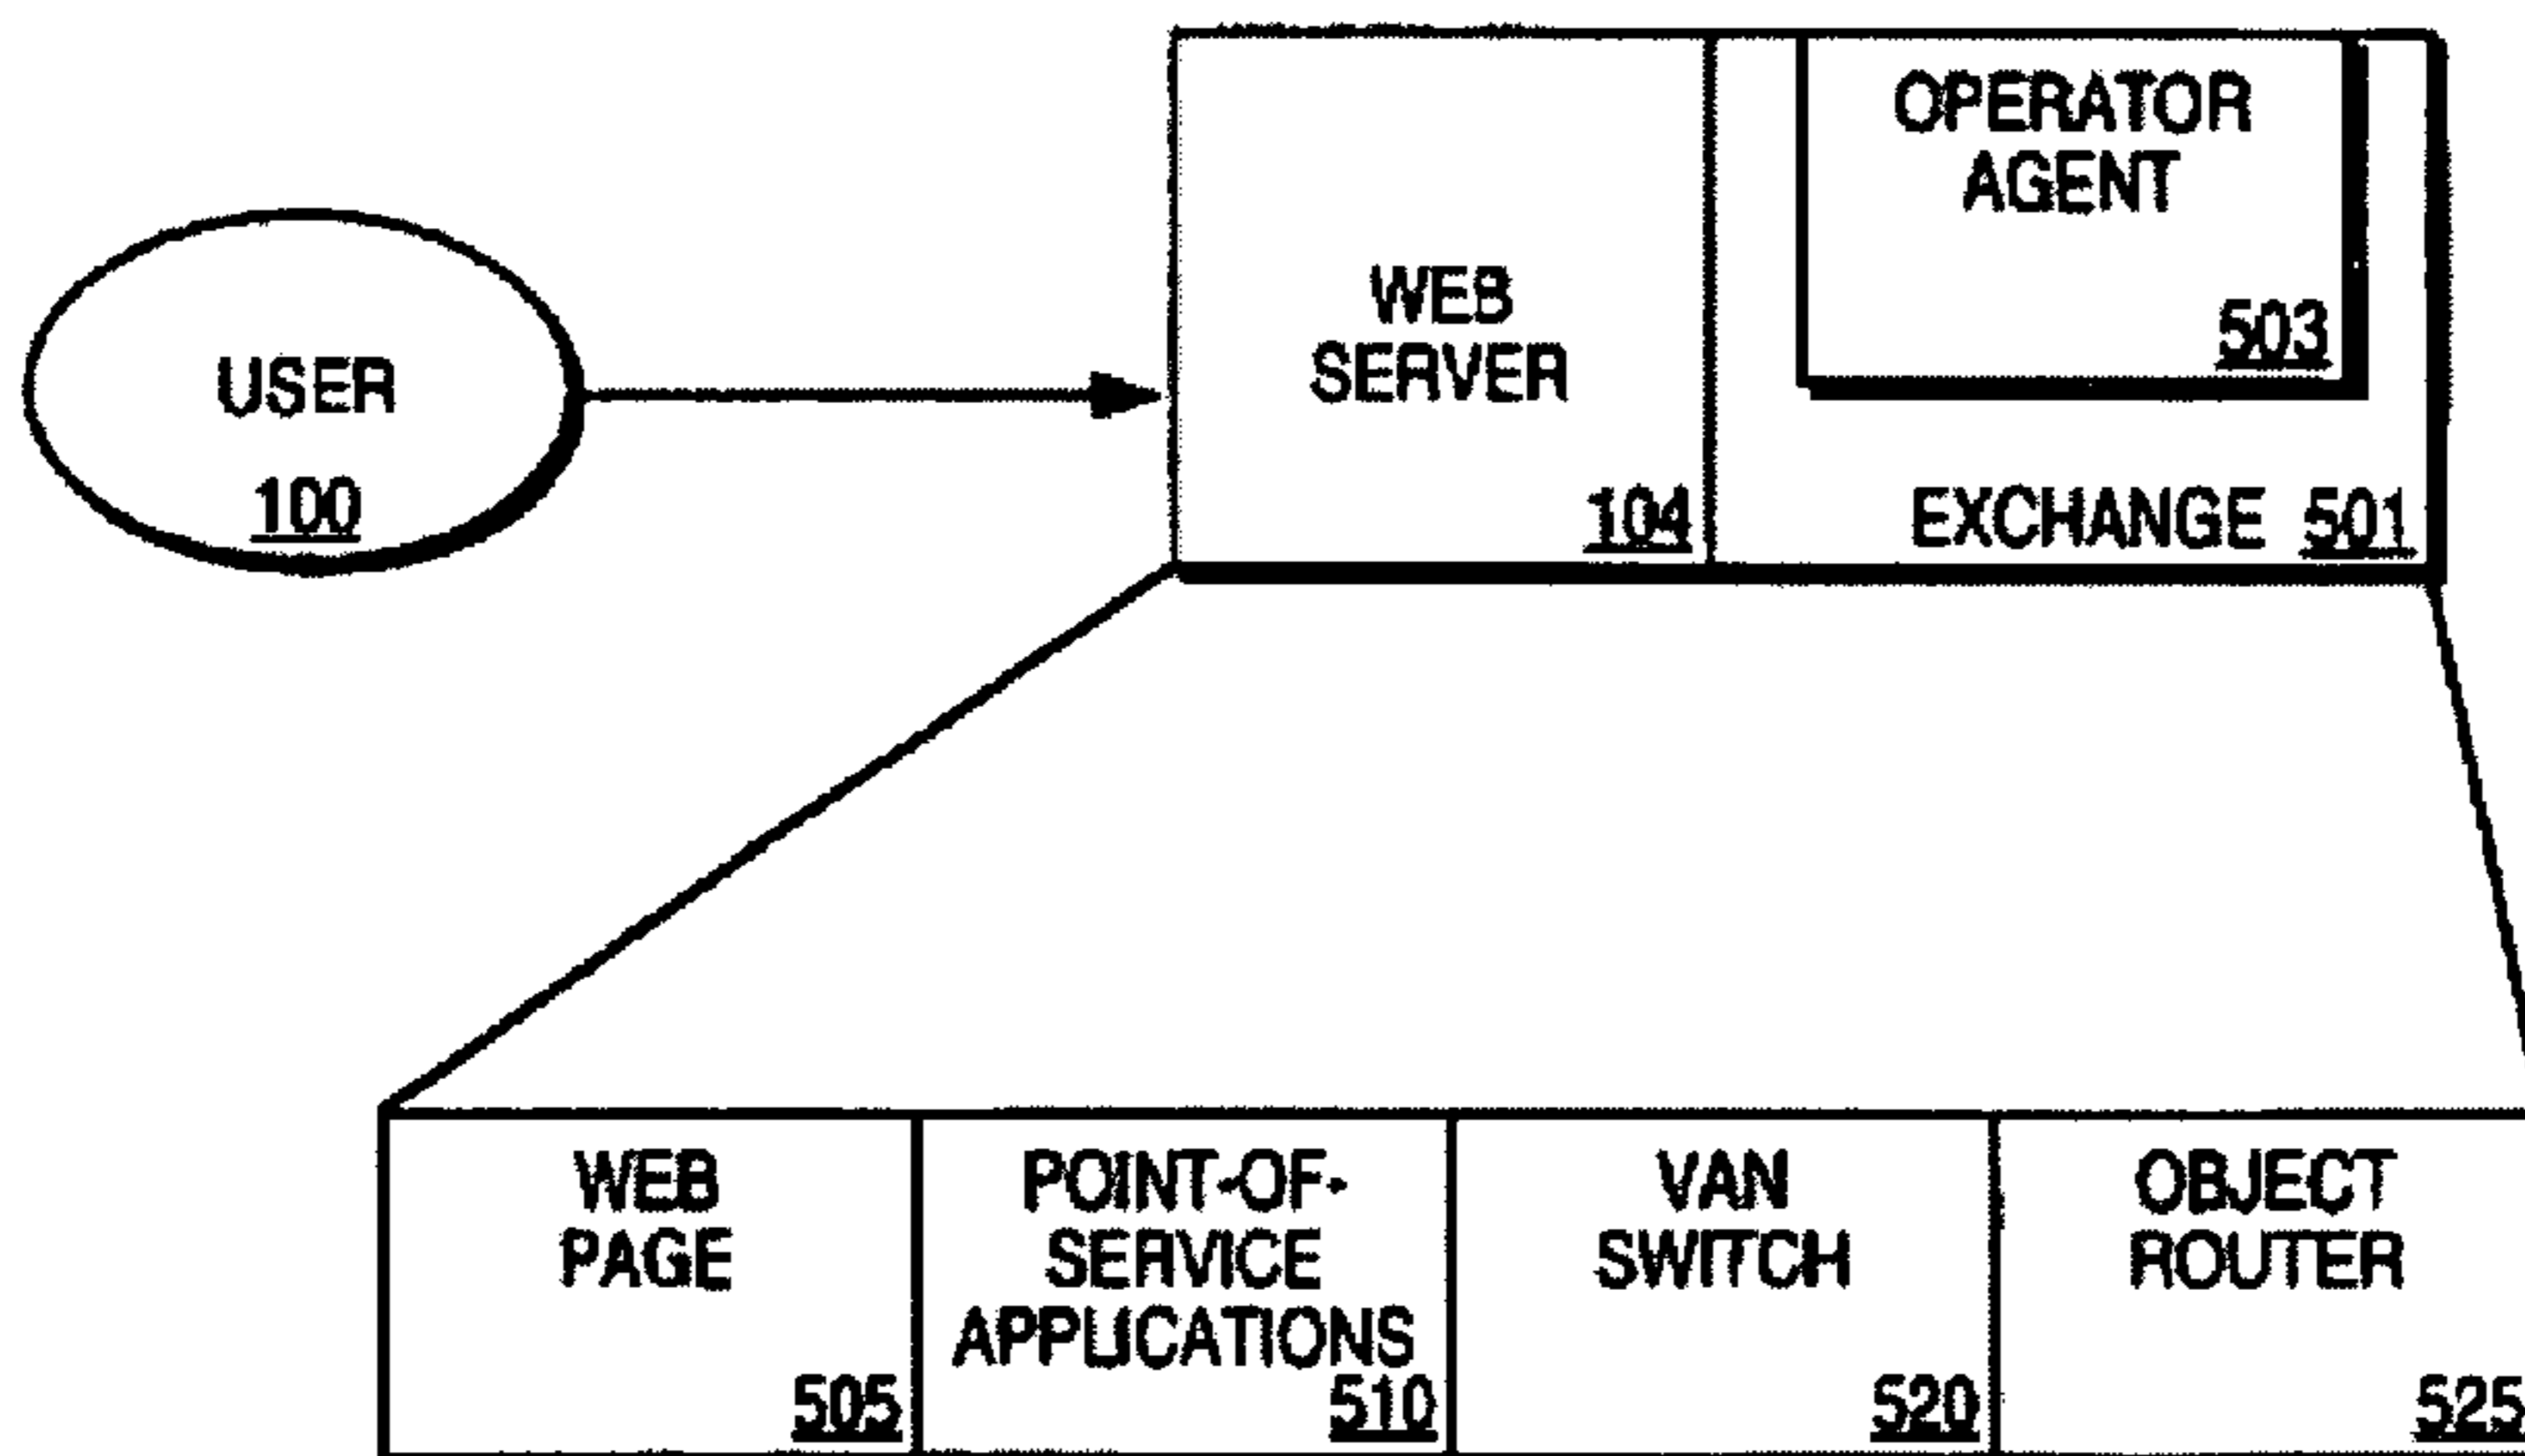 OPERATOR
AGENT
503
WEB
SERVER
104
EXCHANGE 501
USER
100
WEB
PAGE
505
POINT-OF-
SERVICE
APPLICATIONS
510
VAN
SWITCH
520
OBJECT
ROUTER
525